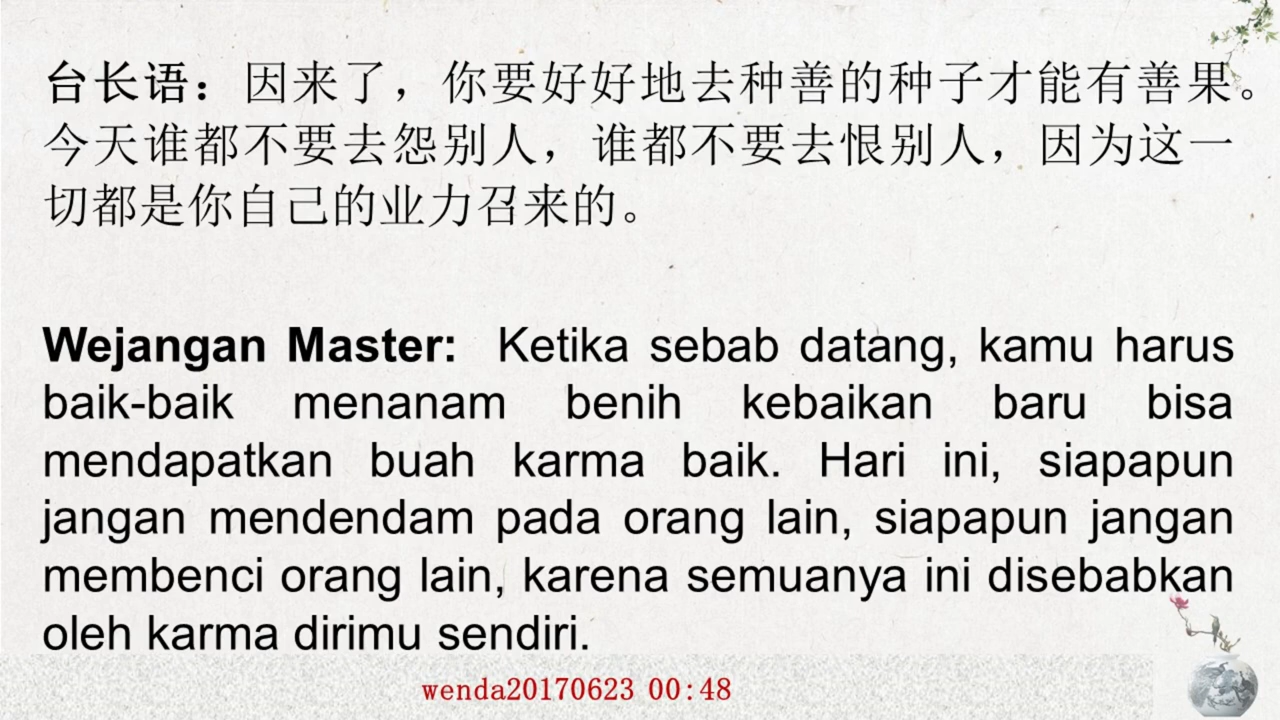 台长语：因来了，你要好好地去种善的种子才能有善果。
今天谁都不要去怨别人，谁都不要去恨别人，因为这一
切都是你自己的业力召来的。
Wejangan Master: Ketika sebab datang, kamu harus
baik-baik menanam benih kebaikan baru bisa
mendapatkan buah karma baik. Hari ini, siapapun
jangan mendendam pada orang lain, siapapun jangan
membenci orang lain, karena semuanya ini disebabkan
oleh karma dirimu sendiri.
wenda20170623 00:48